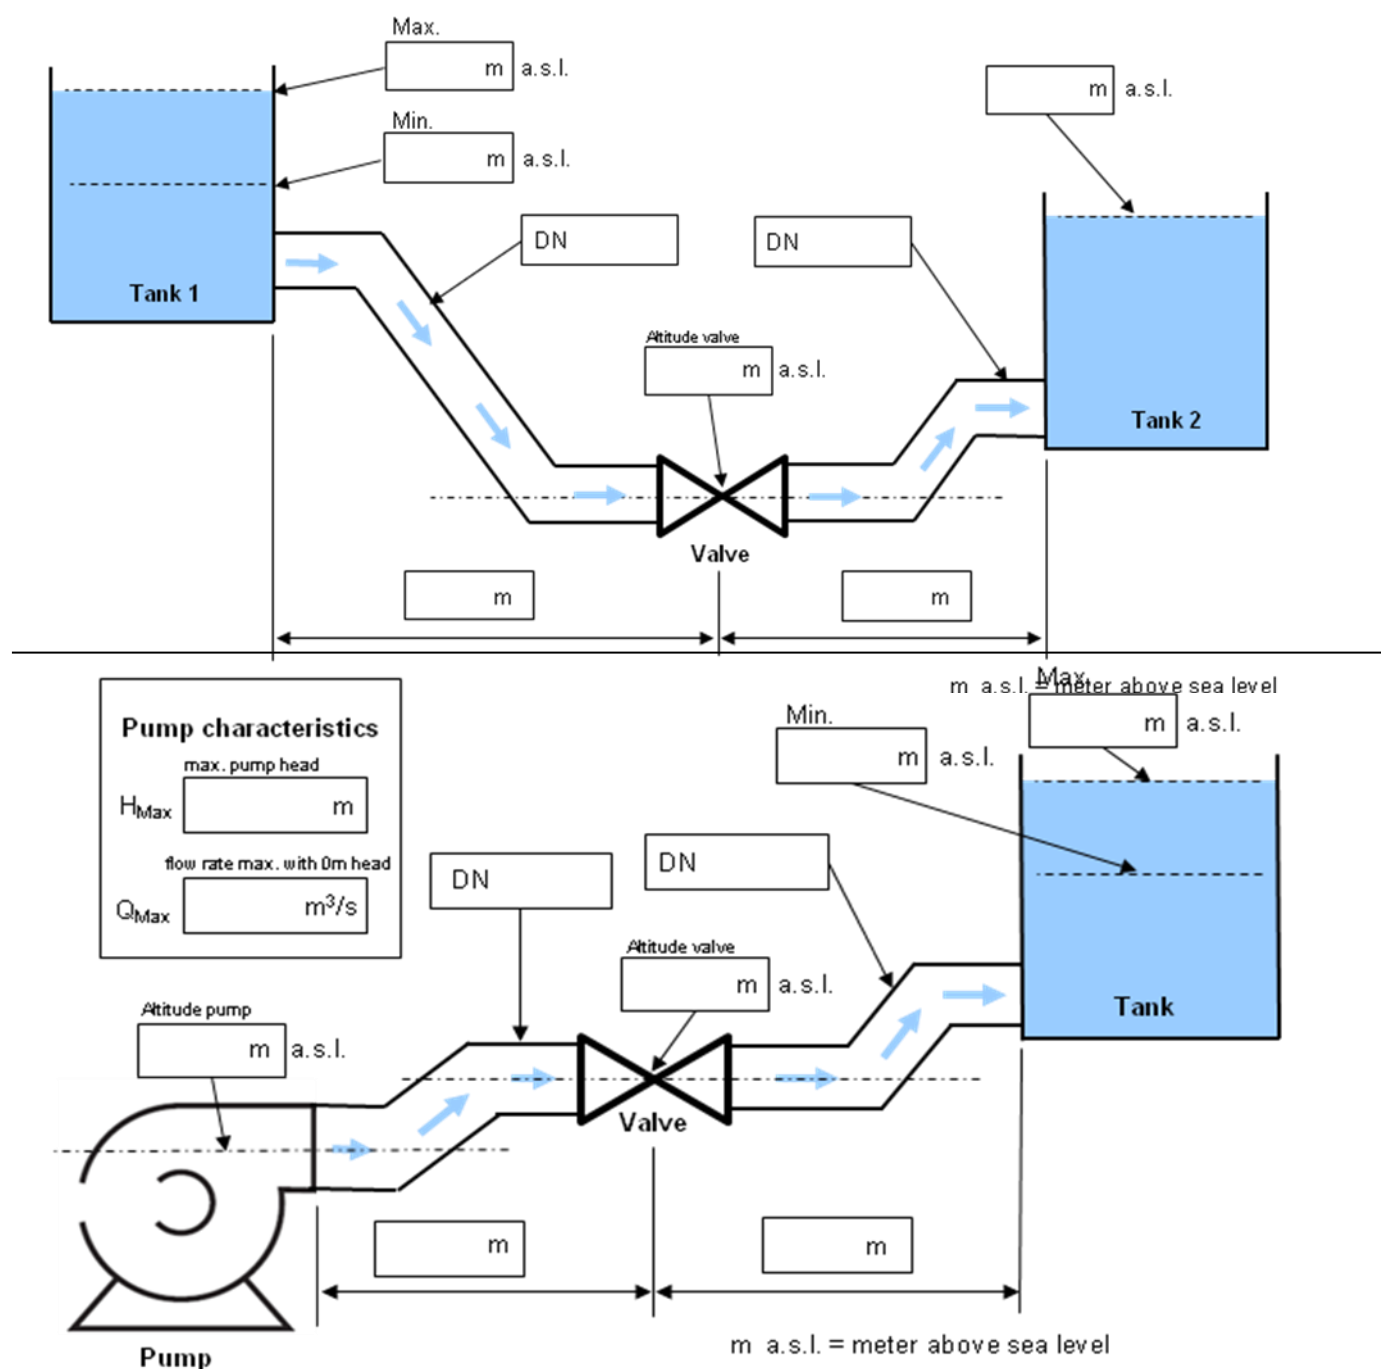 Max.
m a.s.l.
m a.s.l.
Min.
m a.s.l.
DN
DN
Tank 1
Altitude valve
m a.s.l.
Tank 2
Valve
m
m
m a.s.l. = meter above sea level
Max.
m a.s.l.
Min.
m a.s.l.
Pump characteristics
max. pump head
HMax m
flow rate max. with 0m head
QMax m³/s
DN
DN
Altitude valve
m a.s.l.
Altitude pump
m a.s.l.
Tank
Valve
m
m
m a.s.l. = meter above sea level
Pump